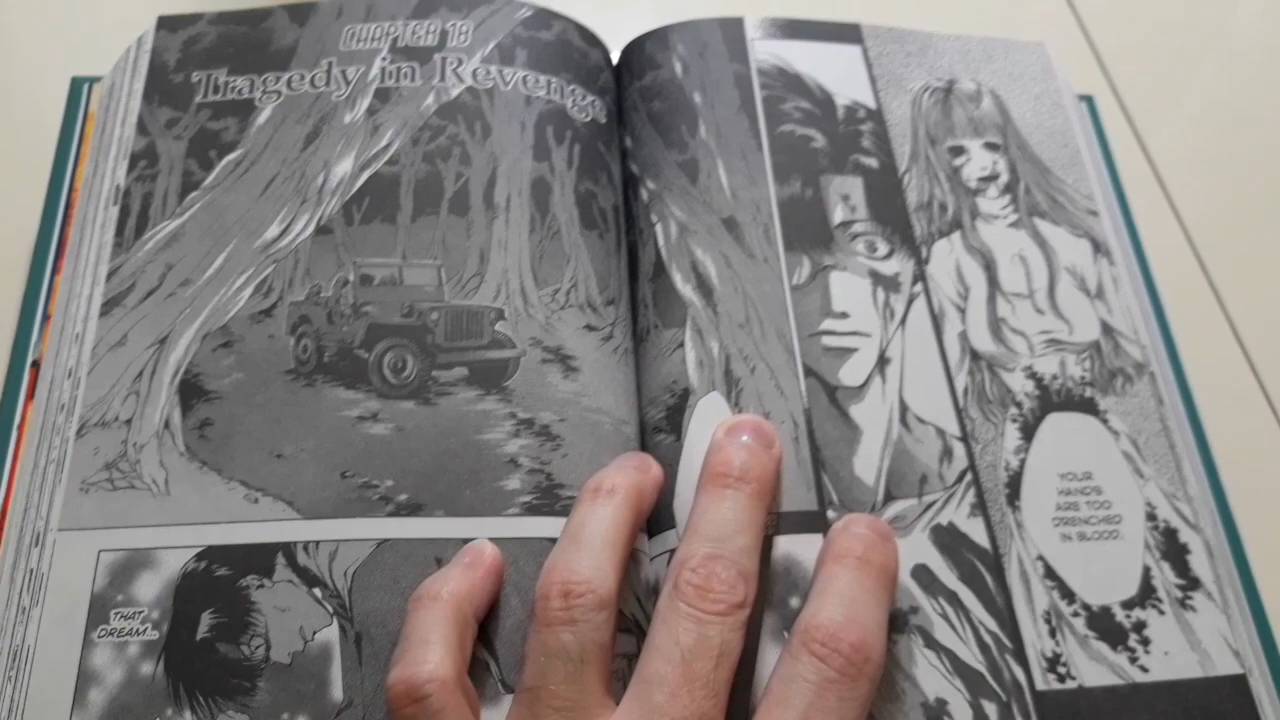 CHAPTER 18
Tragedy in Revenge
THAT
DREAM...
YOUR
HANDS
ARE TOO
DRENCHED
IN BLOOD.